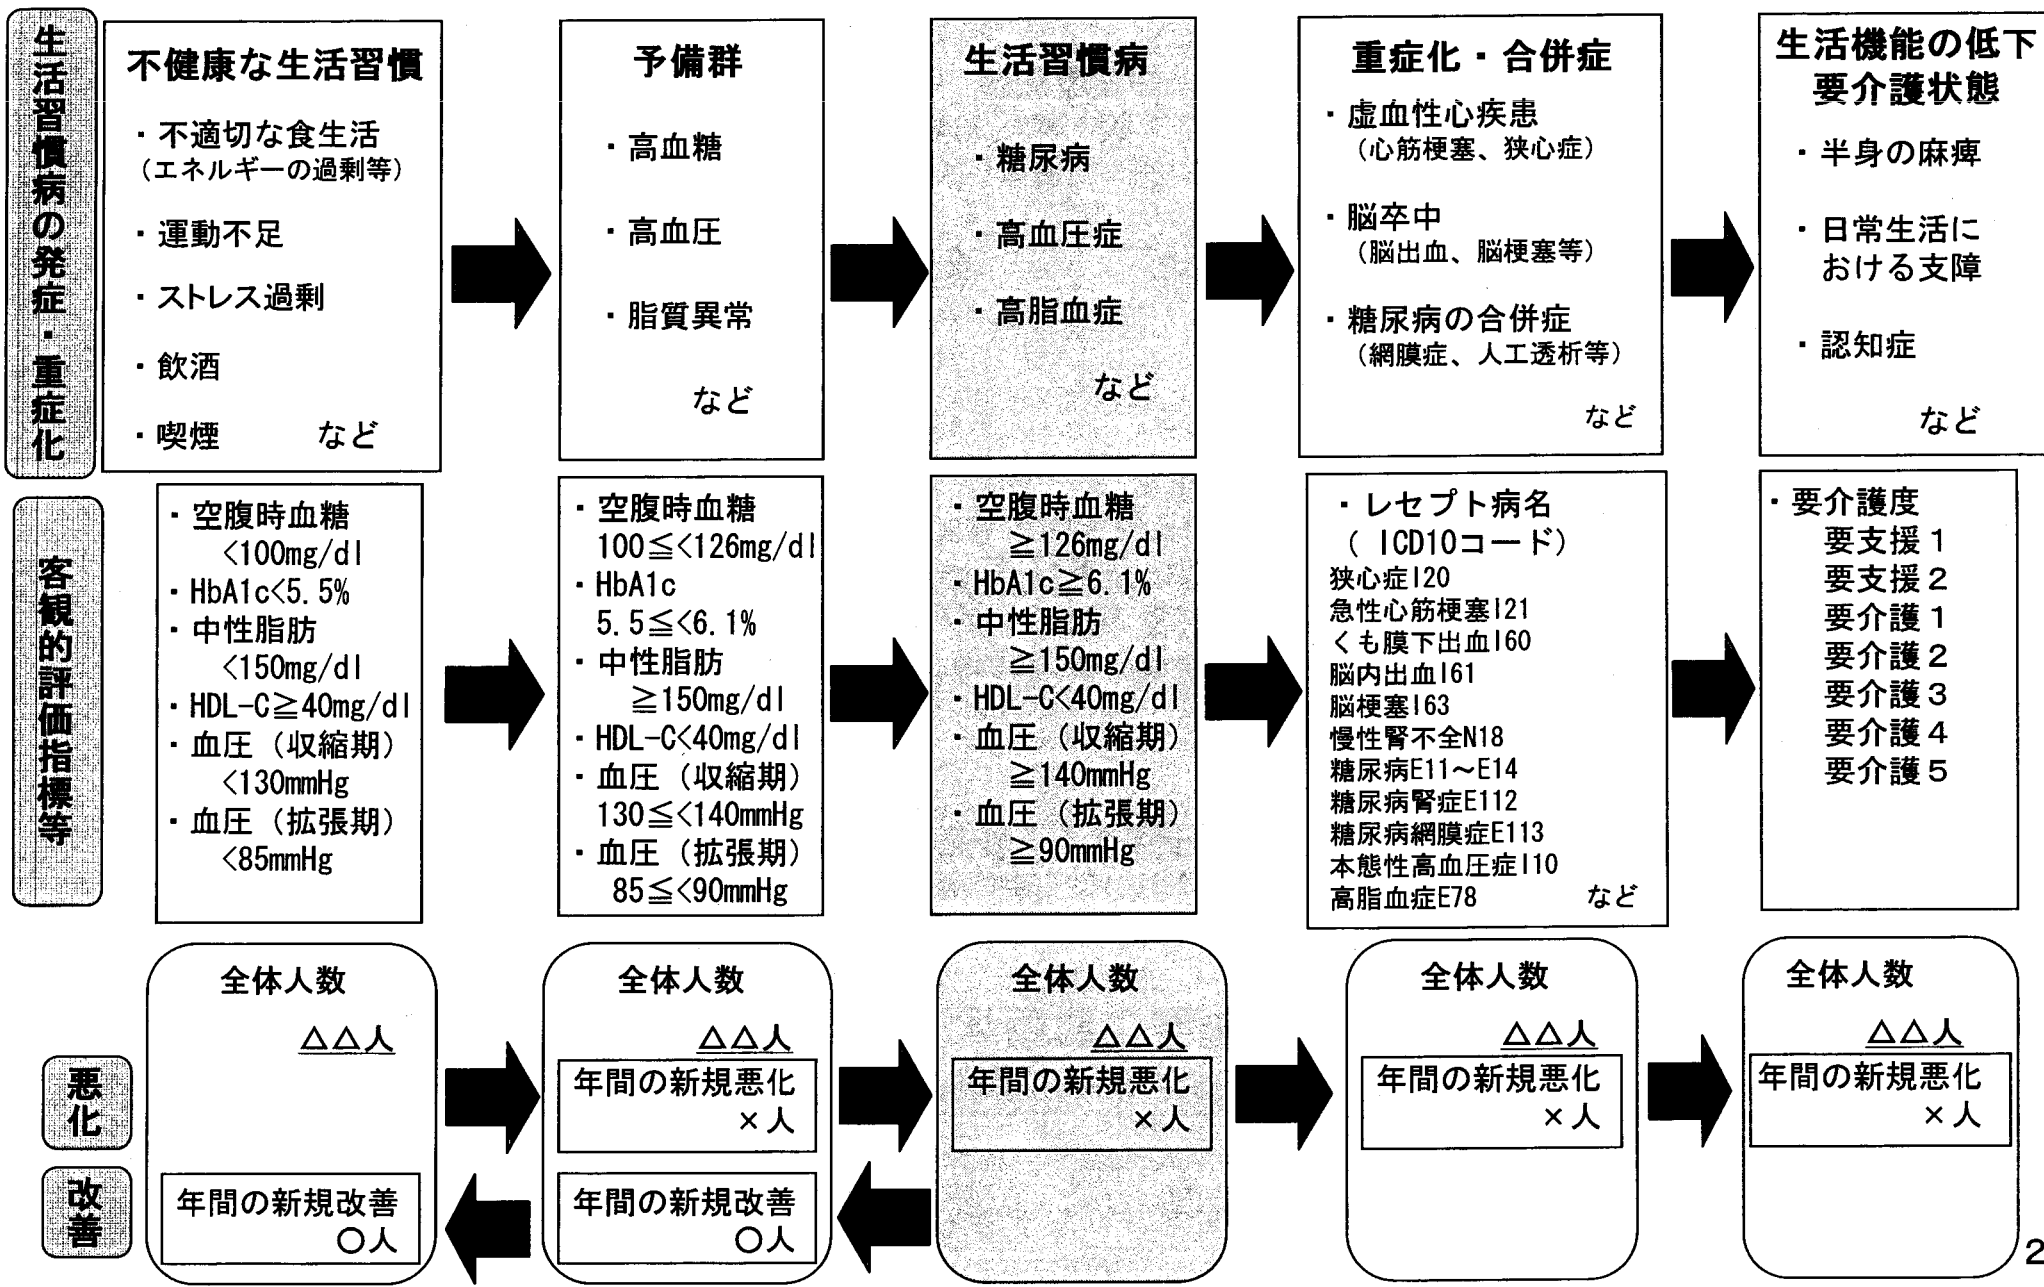 生活習慣病の発症・重症化
不健康な生活習慣
・不適切な食生活
（エネルギーの過剰等）
・運動不足
・ストレス過剰
・飲酒
・喫煙　など
予備群
・高血糖
・高血圧
・脂質異常
など
生活習慣病
・糖尿病
・高血圧症
・高脂血症
など
重症化・合併症
・虚血性心疾患
（心筋梗塞、狭心症）
・脳卒中
（脳出血、脳梗塞等）
・糖尿病の合併症
（網膜症、人工透析等）
など
生活機能の低下
要介護状態
・半身の麻痺
・日常生活に
おける支障
・認知症
など
客観的評価指標等
・空腹時血糖
<100mg/dl
・HbA1c<5.5%
・中性脂肪
<150mg/dl
・HDL-C≧40mg/dl
・血圧（収縮期）
<130mmHg
・血圧（拡張期）
<85mmHg
・空腹時血糖
100≦<126mg/dl
・HbA1c
5.5≦<6.1%
・中性脂肪
≧150mg/dl
・HDL-C<40mg/dl
・血圧（収縮期）
130≦<140mmHg
・血圧（拡張期）
85≦<90mmHg
・空腹時血糖
≧126mg/dl
・HbA1c≧6.1%
・中性脂肪
≧150mg/dl
・HDL-C<40mg/dl
・血圧（収縮期）
≧140mmHg
・血圧（拡張期）
≧90mmHg
・レセプト病名
（ ICD10コード）
狭心症I20
急性心筋梗塞I21
くも膜下出血I60
脳内出血I61
脳梗塞I63
慢性腎不全N18
糖尿病E11～E14
糖尿病腎症E112
糖尿病網膜症E113
本態性高血圧症I10
高脂血症E78　など
・要介護度
要支援１
要支援２
要介護１
要介護２
要介護３
要介護４
要介護５
悪化
改善
全体人数
△△人
年間の新規改善
○人
全体人数
△△人
年間の新規悪化
×人
年間の新規改善
○人
全体人数
△△人
年間の新規悪化
×人
全体人数
△△人
年間の新規悪化
×人
全体人数
△△人
年間の新規悪化
×人
2